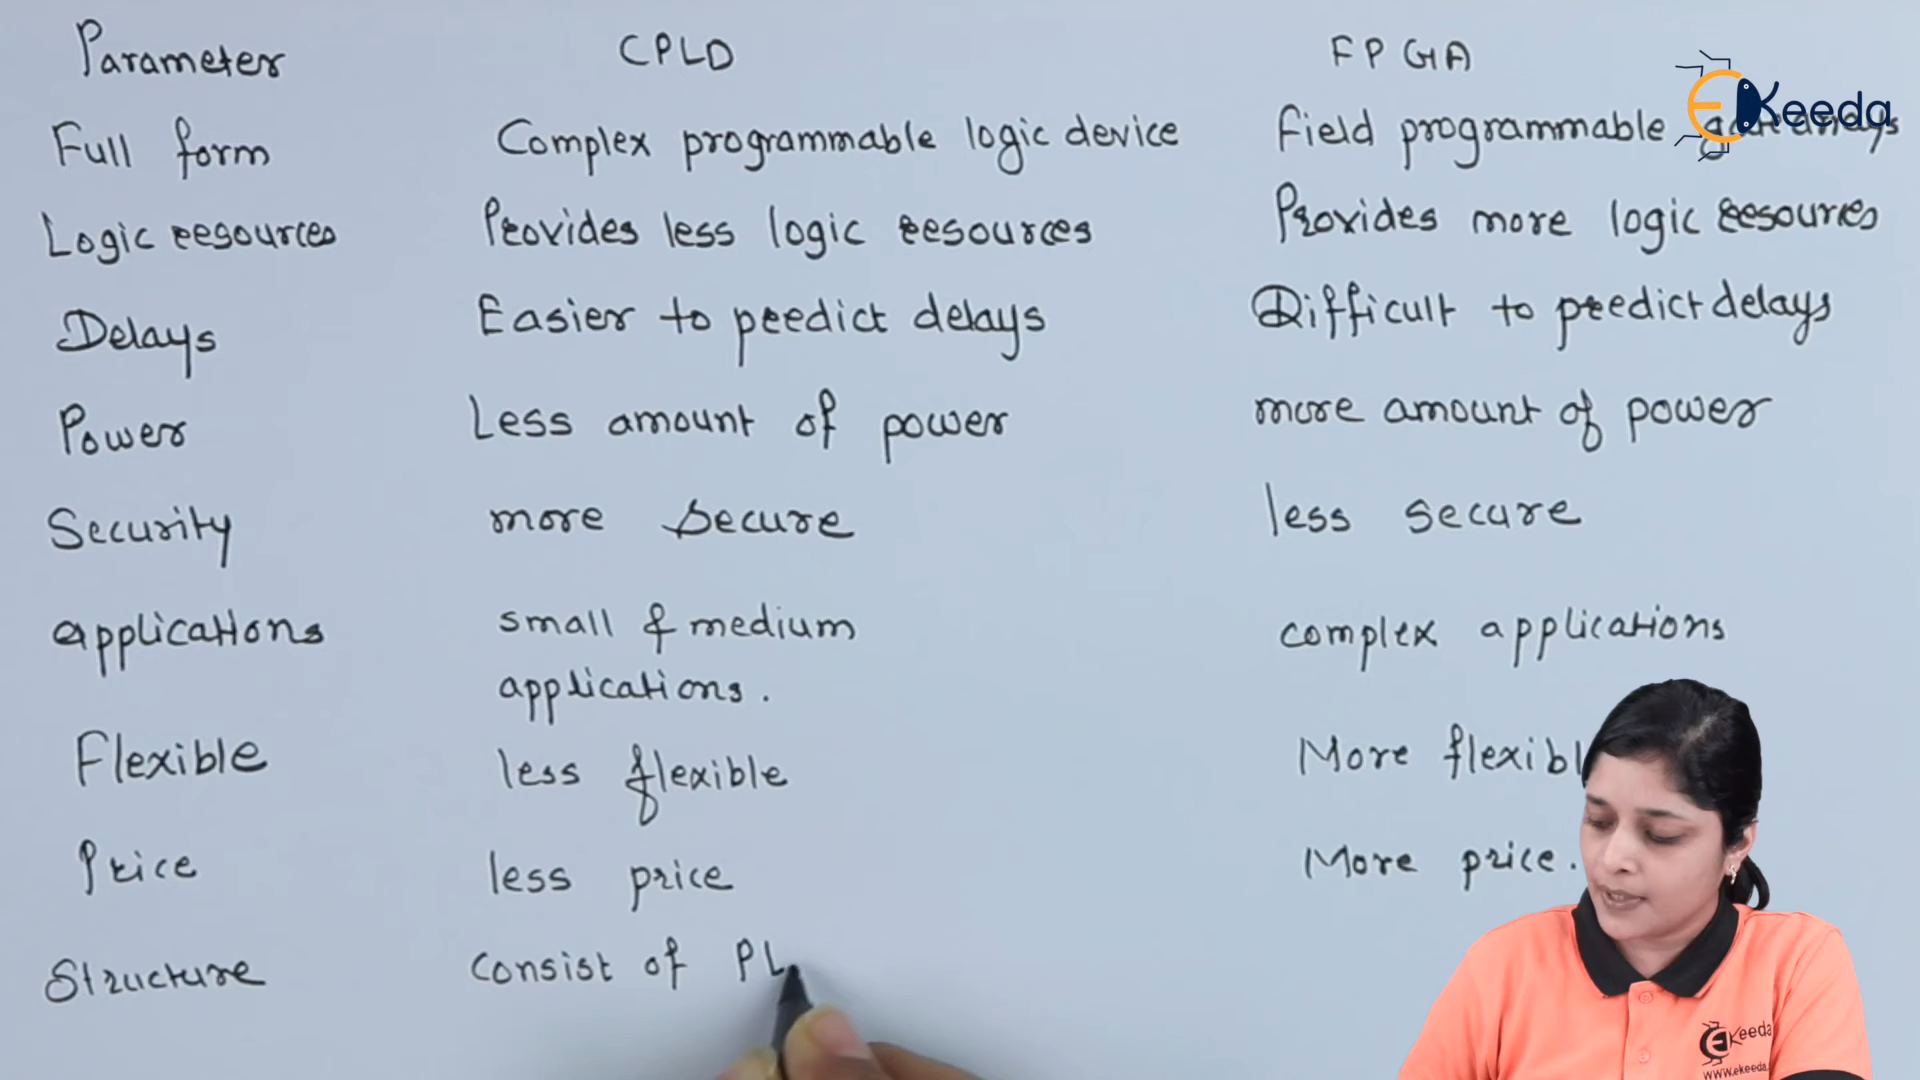 Parameter CPLD FPGA
Full form Complex programmable logic device Field programmable gate arrays
Logic resources Provides less logic resources Provides more logic resources
Delays Easier to predict delays Difficult to predict delays
Power Less amount of power more amount of power
Security more secure less secure
applications small & medium complex applications
applications.
Flexible less flexible More flexibl
Price less price More price.
Structure consist of PL
EKeeda
EKeeda
www.ekeeda.